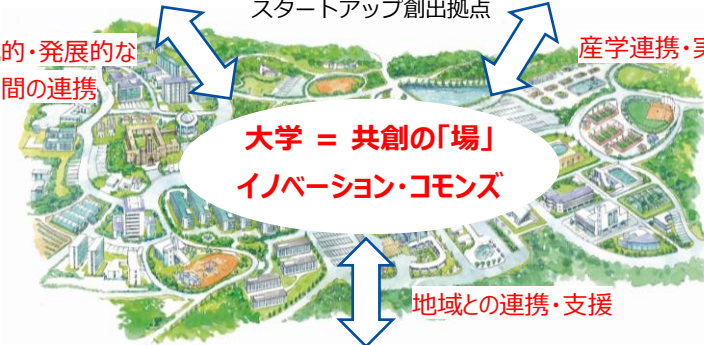 スタートアップ創出拠点
的・発展的な
間の連携
産学連携・実
大学 = 共創の「場」
イノベーション・コモンズ
地域との連携・支援